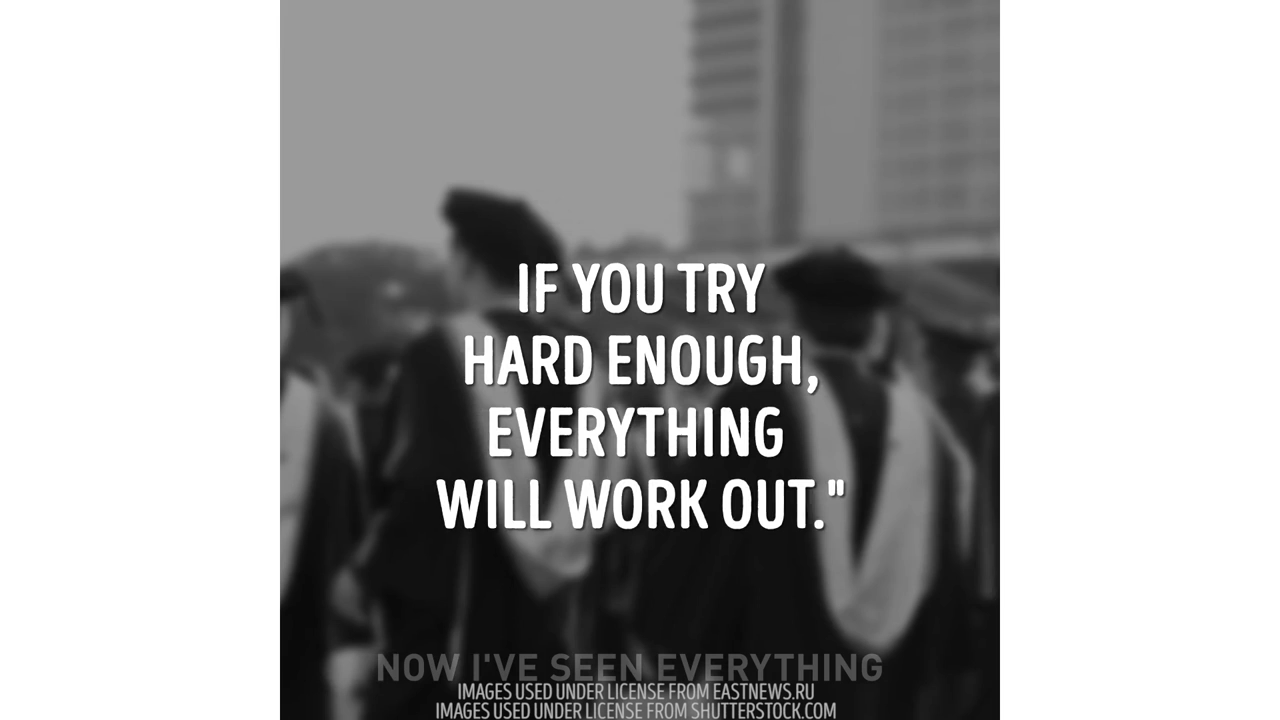 IF YOU TRY
HARD ENOUGH,
EVERYTHING
WILL WORK OUT."
NOW I'VE SEEN EVERYTHING
IMAGES USED UNDER LICENSE FROM EASTNEWS.RU
IMAGES USED UNDER LICENSE FROM SHUTTERSTOCK.COM